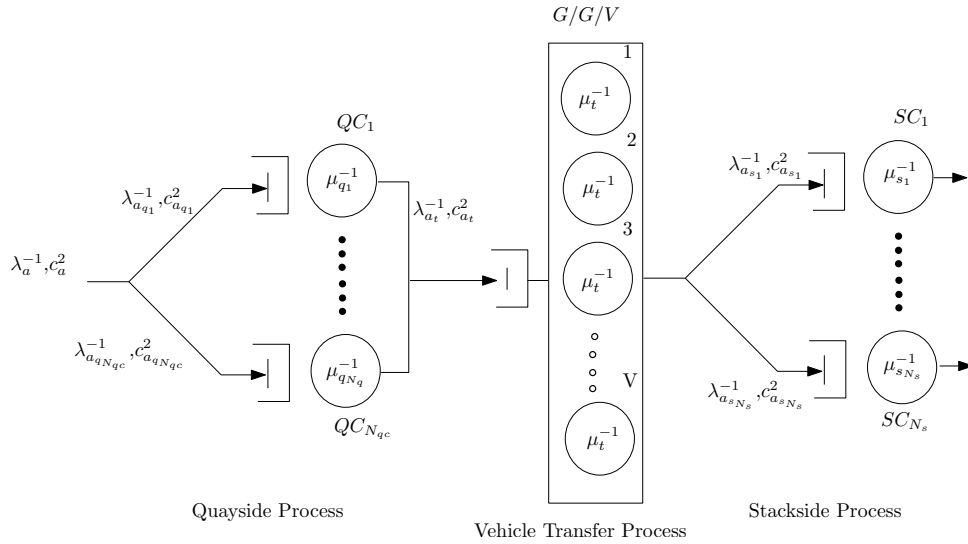 G/G/V
1
μ_t^{-1}
2
μ_t^{-1}
3
μ_t^{-1}
V
μ_t^{-1}
QC_1
μ_{q_1}^{-1}
λ_{a_{q_1}}^{-1},c_{a_{q_1}}^2
λ_{a_t}^{-1},c_{a_t}^2
λ_a^{-1},c_a^2
λ_{a_{q_{N_{qc}}}}^{-1},c_{a_{q_{N_{qc}}}}^2
μ_{q_{N_q}}^{-1}
QC_{N_{qc}}
SC_1
λ_{a_{s_1}}^{-1},c_{a_{s_1}}^2
μ_{s_1}^{-1}
μ_{s_{N_s}}^{-1}
λ_{a_{s_{N_s}}}^{-1},c_{a_{s_{N_s}}}^2
SC_{N_s}
Quayside Process
Vehicle Transfer Process
Stackside Process